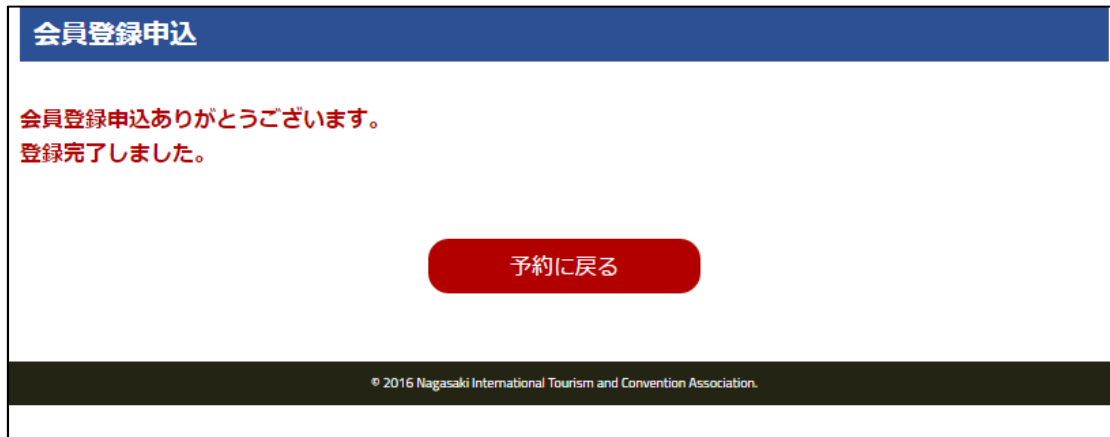 会員登録申込
会員登録申込ありがとうございます。
登録完了しました。
予約に戻る
© 2016 Nagasaki International Tourism and Convention Association.